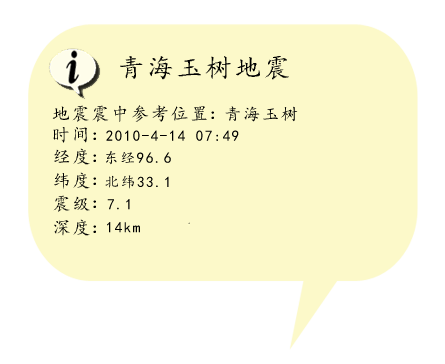 i
青海玉树地震
地震震中参考位置: 青海玉树
时间: 2010-4-14 07:49
经度: 东经96.6
纬度: 北纬33.1
震级: 7.1
深度: 14km